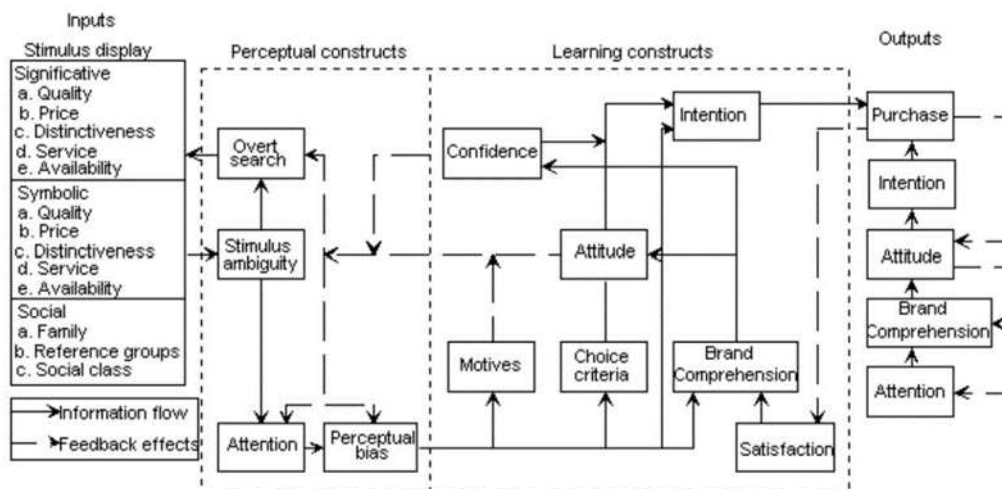 Inputs
Stimulus display
Significative
a. Quality
b. Price
c. Distinctiveness
d. Service
e. Availability
Symbolic
a. Quality
b. Price
c. Distinctiveness
d. Service
e. Availability
Social
a. Family
b. Reference groups
c. Social class
Information flow
Feedback effects
Perceptual constructs
Overt
search
Stimulus
ambiguity
Attention
Perceptual
bias
Learning constructs
Confidence
Intention
Attitude
Motives
Choice
criteria
Brand
Comprehension
Satisfaction
Outputs
Purchase
Intention
Attitude
Brand
Comprehension
Attention